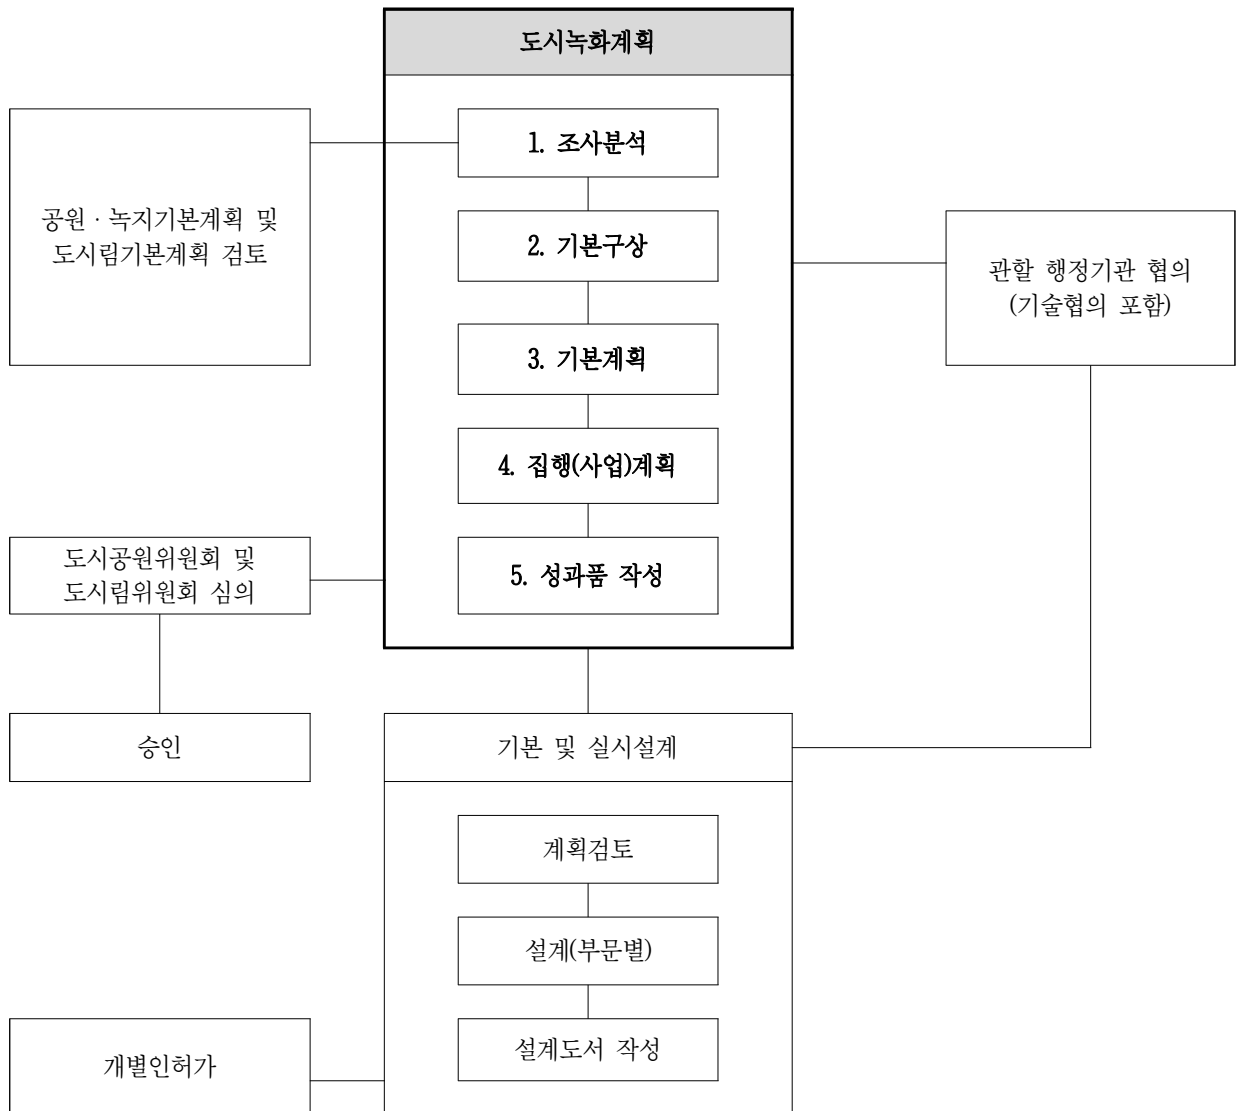 도시녹화계획
1. 조사분석
공원 · 녹지기본계획 및
도시림기본계획 검토
2. 기본구상
관할 행정기관 협의
(기술협의 포함)
3. 기본계획
4. 집행(사업)계획
도시공원위원회 및
도시림위원회 심의
5. 성과품 작성
승인
기본 및 실시설계
계획검토
설계(부문별)
설계도서 작성
개별인허가